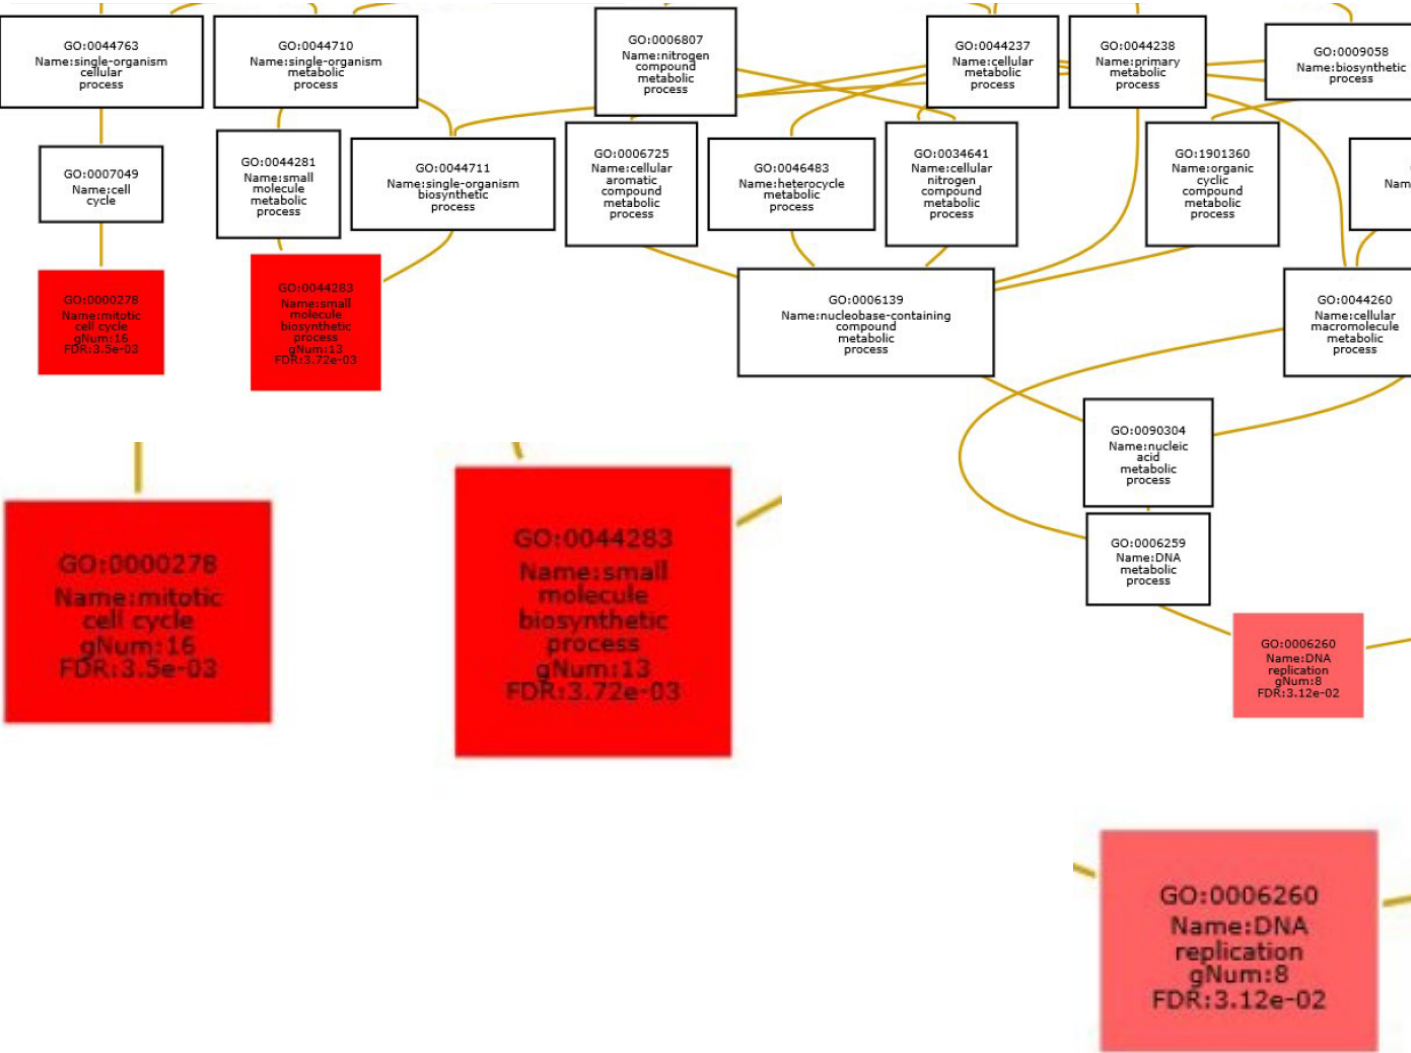 GO:0044763
Name:single-organism
cellular
process
GO:0044710
Name:single-organism
metabolic
process
GO:0006807
Name:nitrogen
compound
metabolic
process
GO:0044237
Name:cellular
metabolic
process
GO:0044238
Name:primary
metabolic
process
GO:0009058
Name:biosynthetic
process
GO:0007049
Name:cell
cycle
GO:0044281
Name:small
molecule
metabolic
process
GO:0044711
Name:single-organism
biosynthetic
process
GO:0006725
Name:cellular
aromatic
compound
metabolic
process
GO:0046483
Name:heterocycle
metabolic
process
GO:0034641
Name:cellular
nitrogen
compound
metabolic
process
GO:1901360
Name:organic
cyclic
compound
metabolic
process
Nam
GO:0000278
Name:mitotic
cell cycle
gNum:16
FDR:3.5e-03
GO:0044283
Name:small
molecule
biosynthetic
process
gNum:13
FDR:3.72e-03
GO:0006139
Name:nucleobase-containing
compound
metabolic
process
GO:0044260
Name:cellular
macromolecule
metabolic
process
GO:0090304
Name:nucleic
acid
metabolic
process
GO:0006259
Name:DNA
metabolic
process
GO:0006260
Name:DNA
replication
gNum:8
FDR:3.12e-02
GO:0000278
Name:mitotic
cell cycle
gNum:16
FDR:3.5e-03
GO:0044283
Name:small
molecule
biosynthetic
process
gNum:13
FDR:3.72e-03
GO:0006260
Name:DNA
replication
gNum:8
FDR:3.12e-02